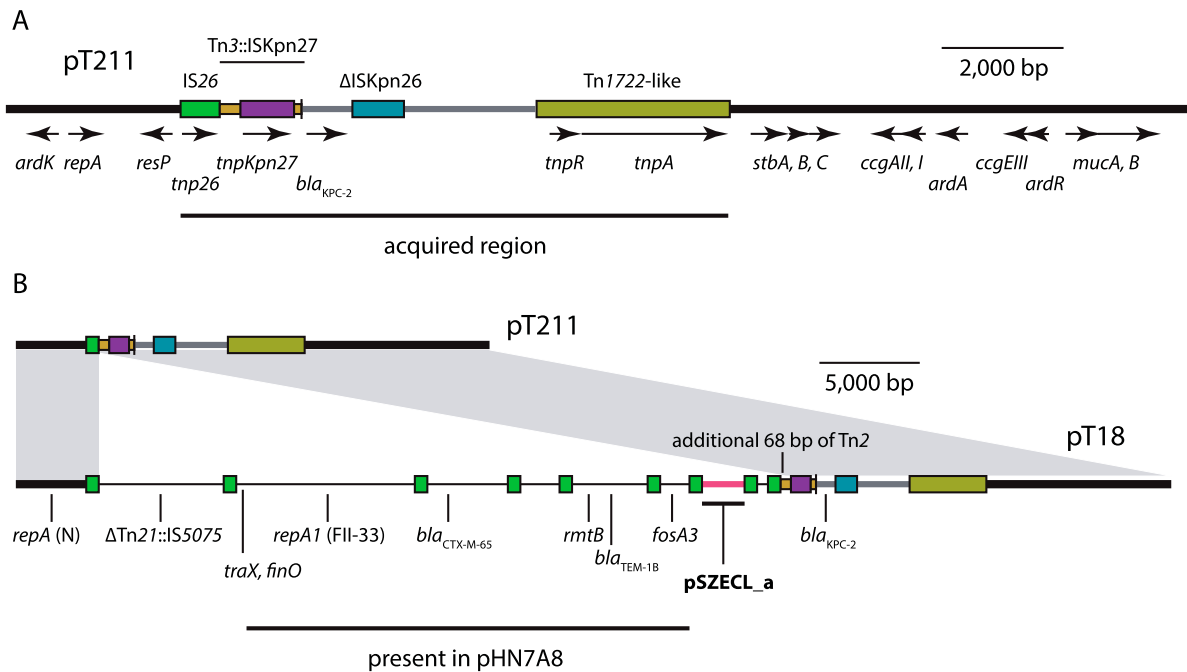 A
pT211
Tn3::ISKpn27
IS26
ΔISKpn26
Tn1722-like
2,000 bp
ardK
repA
resP
tnp26
tnpKpn27
blaKPC-2
tnpR
tnpA
stbA, B, C
ccgAII, I
ardA
ccgEIII
ardR
mucA, B
acquired region
B
pT211
5,000 bp
pT18
additional 68 bp of Tn2
repA (N)
ΔTn21::IS5075
traX, finO
repA1 (FII-33)
blaCTX-M-65
rmtB
blaTEM-1B
fosA3
pSZECL_a
blaKPC-2
present in pHN7A8